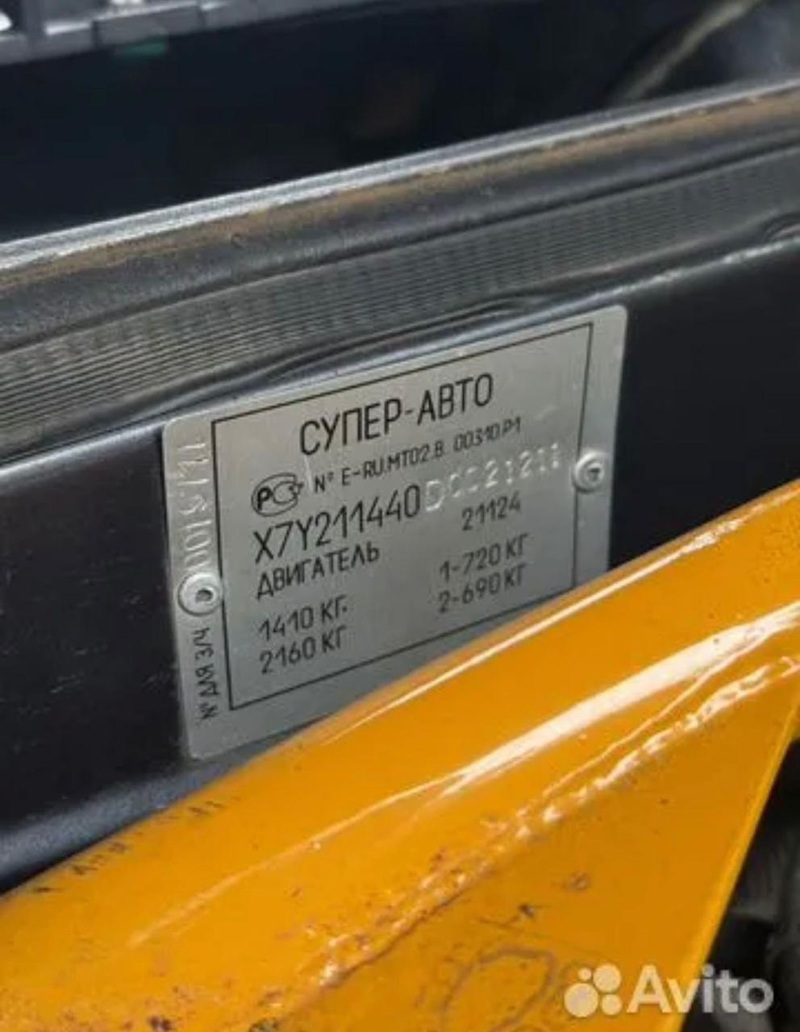 СУПЕР-АВТО
РС Т № E-RU.MT02.B. 00310.P1
X7Y211440
ДВИГАТЕЛЬ 21124
1410 КГ. 1-720 КГ
2160 КГ 2-690 КГ
№ ДЛЯ З/Ч
Avito